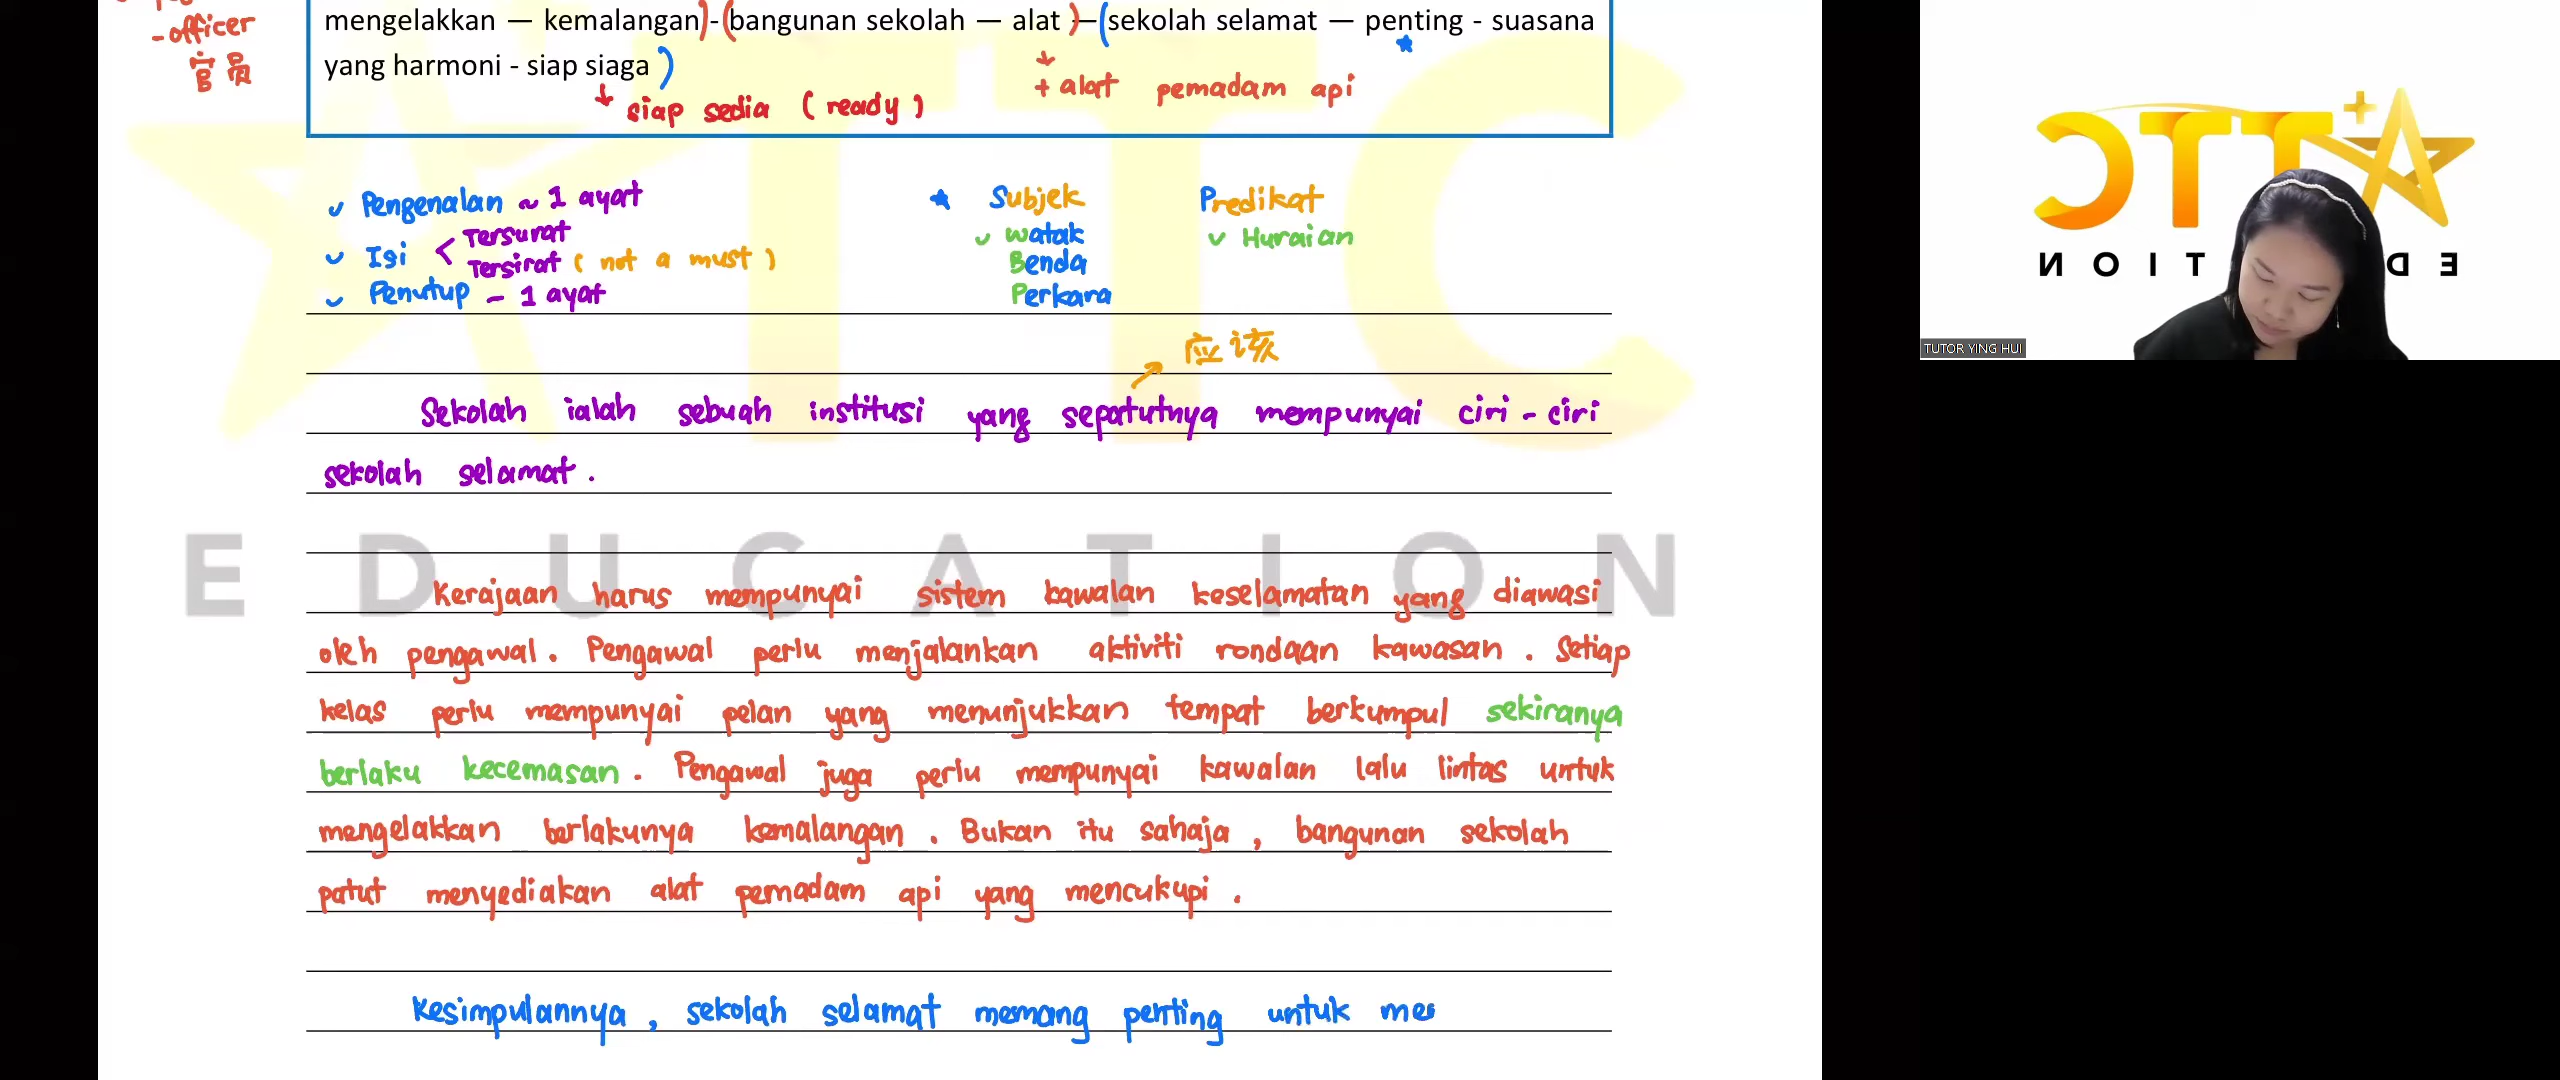 - officer
官员
mengelakkan — kemalangan)-(bangunan sekolah — alat )—(sekolah selamat — penting - suasana
yang harmoni - siap siaga )
↓ siap sedia ( ready )
↓
+ alat pemadam api
✓ Pengenalan ~ 1 ayat
✓ Isi < Tersurat
Tersirat ( not a must )
✓ Penutup - 1 ayat
★ Subjek Predikat
✓ Watak ✓ Huraian
Benda
Perkara
应该
Sekolah ialah sebuah institusi yang sepatutnya mempunyai ciri - ciri
sekolah selamat .
EDUCATION
Kerajaan harus mempunyai sistem kawalan keselamatan yang diawasi
oleh pengawal . Pengawal perlu menjalankan aktiviti rondaan kawasan . Setiap
kelas perlu mempunyai pelan yang menunjukkan tempat berkumpul sekiranya
berlaku kecemasan . Pengawal juga perlu mempunyai kawalan lalu lintas untuk
mengelakkan berlakunya kemalangan . Bukan itu sahaja , bangunan sekolah
patut menyediakan alat pemadam api yang mencukupi .
Kesimpulannya , sekolah selamat memang penting untuk me
TTC
TUTOR YING HUI